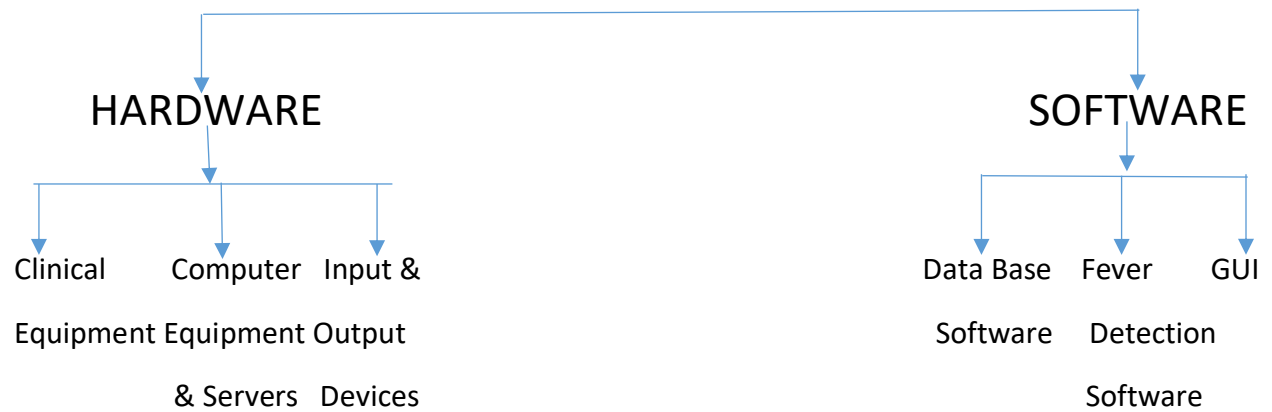 HARDWARE SOFTWARE
Clinical Computer Input & Data Base Fever GUI
Equipment Equipment Output Software Detection
& Servers Devices Software